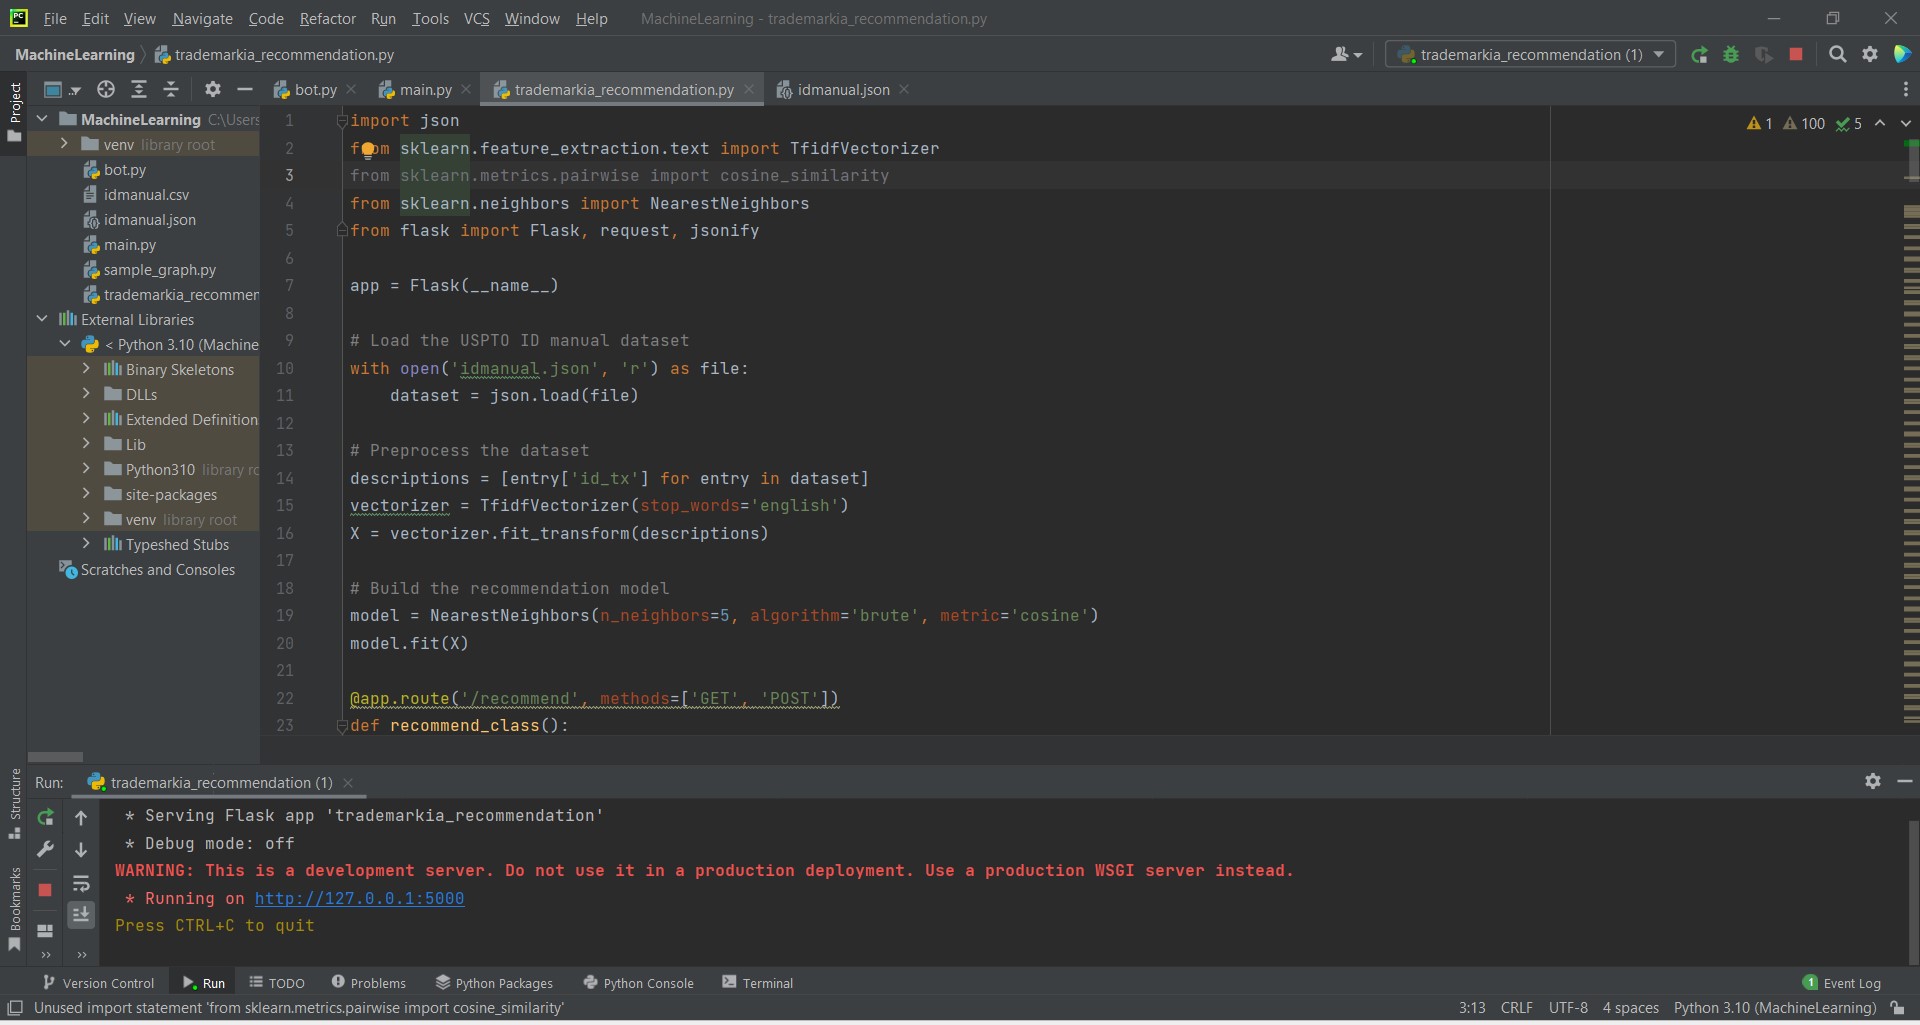 PC File Edit View Navigate Code Refactor Run Tools VCS Window Help MachineLearning - trademarkia_recommendation.py
MachineLearning trademarkia_recommendation.py trademarkia_recommendation (1)
Project
bot.py main.py trademarkia_recommendation.py idmanual.json
MachineLearning C:\Users
venv library root
bot.py
idmanual.csv
idmanual.json
main.py
sample_graph.py
trademarkia_recommen
External Libraries
< Python 3.10 (Machine
Binary Skeletons
DLLs
Extended Definition
Lib
Python310 library ro
site-packages
venv library root
Typeshed Stubs
Scratches and Consoles
1 100 5
1 import json
2 from sklearn.feature_extraction.text import TfidfVectorizer
3 from sklearn.metrics.pairwise import cosine_similarity
4 from sklearn.neighbors import NearestNeighbors
5 from flask import Flask, request, jsonify
6
7 app = Flask(__name__)
8
9 # Load the USPTO ID manual dataset
10 with open('idmanual.json', 'r') as file:
11 dataset = json.load(file)
12
13 # Preprocess the dataset
14 descriptions = [entry['id_tx'] for entry in dataset]
15 vectorizer = TfidfVectorizer(stop_words='english')
16 X = vectorizer.fit_transform(descriptions)
17
18 # Build the recommendation model
19 model = NearestNeighbors(n_neighbors=5, algorithm='brute', metric='cosine')
20 model.fit(X)
21
22 @app.route('/recommend', methods=['GET', 'POST'])
23 def recommend_class():
Structure
Bookmarks
Run: trademarkia_recommendation (1)
* Serving Flask app 'trademarkia_recommendation'
* Debug mode: off
WARNING: This is a development server. Do not use it in a production deployment. Use a production WSGI server instead.
* Running on http://127.0.0.1:5000
Press CTRL+C to quit
Version Control Run TODO Problems Python Packages Python Console Terminal 1 Event Log
Unused import statement 'from sklearn.metrics.pairwise import cosine_similarity' 3:13 CRLF UTF-8 4 spaces Python 3.10 (MachineLearning)